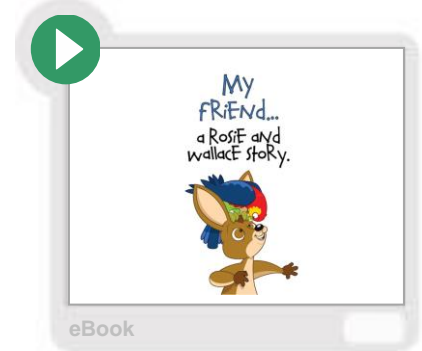 My
fRiENd...
a RosiE aNd
wallacE stoRy.
eBook